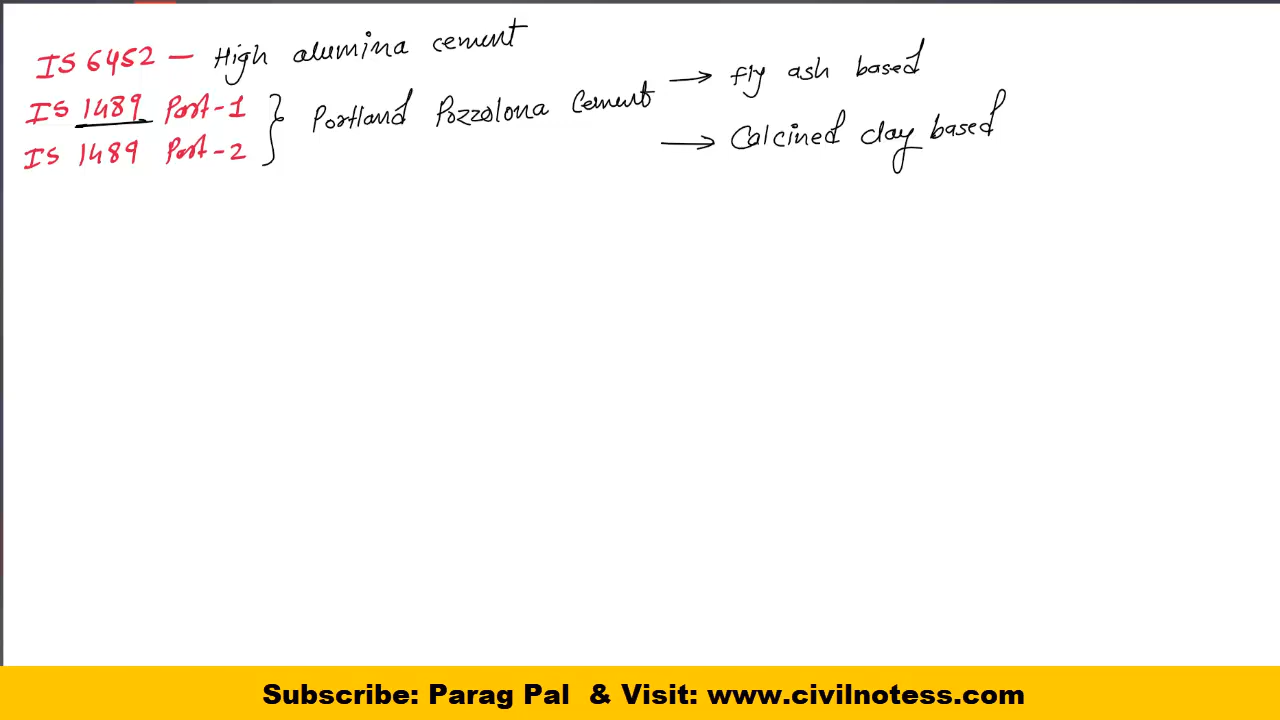 IS 6452 — High alumina cement
IS 1489 Part-1 } Portland Pozzolona Cement → fly ash based
IS 1489 Part-2 → Calcined clay based
Subscribe: Parag Pal & Visit: www.civilnotess.com